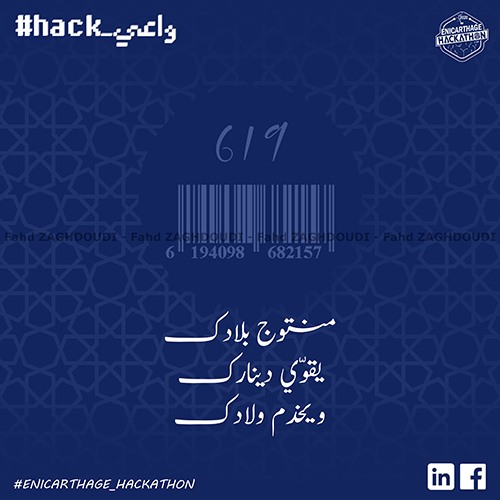 #hack_واعي
ENICARTHAGE
HACKATHON
619
Fahd ZAGHDOUDI - Fahd ZAGHDOUDI - Fahd ZAGHDOUDI - Fahd ZAGHDOUDI
6 194098 682157
منتوج بلادك
يقوّي دينارك
ويخدم ولادك
#ENICARTHAGE_HACKATHON
in f